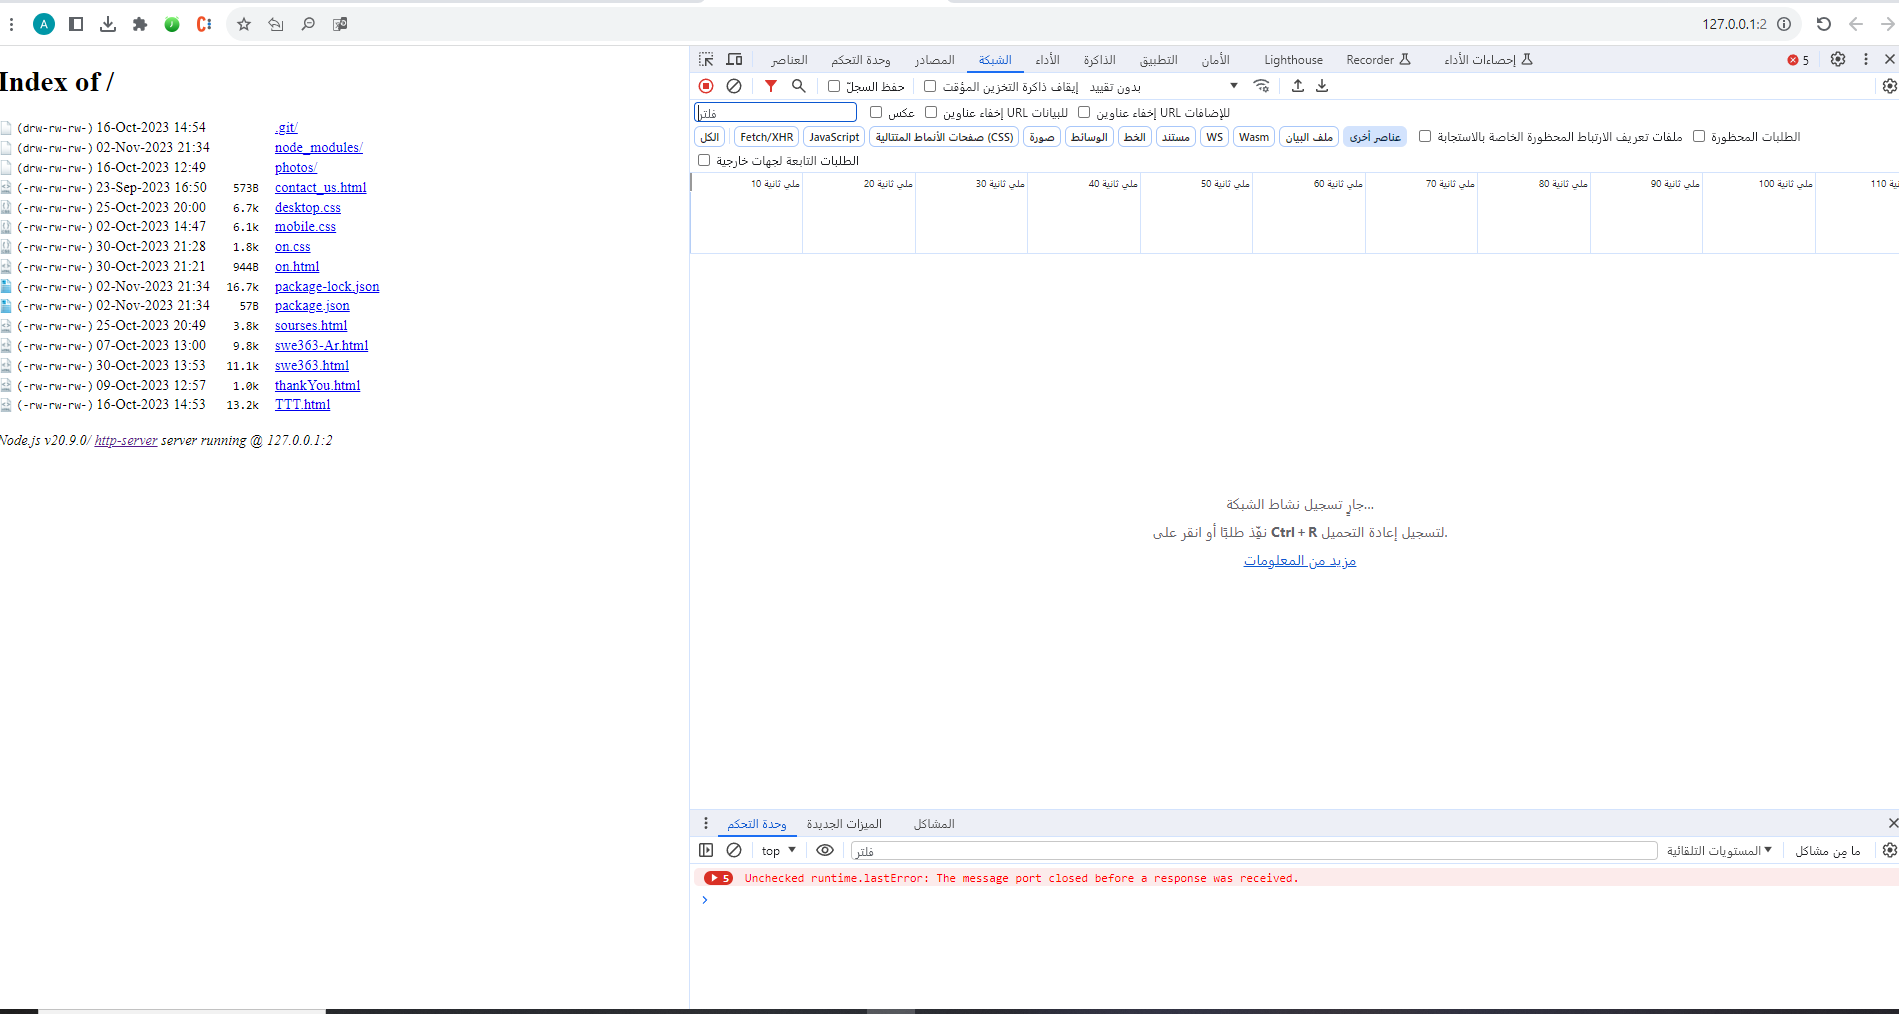 A
127.0.0.1:2
Index of /
(drw-rw-rw-) 16-Oct-2023 14:54 .git/
(drw-rw-rw-) 02-Nov-2023 21:34 node_modules/
(drw-rw-rw-) 16-Oct-2023 12:49 photos/
(-rw-rw-rw-) 23-Sep-2023 16:50 573B contact_us.html
(-rw-rw-rw-) 25-Oct-2023 20:00 6.7k desktop.css
(-rw-rw-rw-) 02-Oct-2023 14:47 6.1k mobile.css
(-rw-rw-rw-) 30-Oct-2023 21:28 1.8k on.css
(-rw-rw-rw-) 30-Oct-2023 21:21 944B on.html
(-rw-rw-rw-) 02-Nov-2023 21:34 16.7k package-lock.json
(-rw-rw-rw-) 02-Nov-2023 21:34 57B package.json
(-rw-rw-rw-) 25-Oct-2023 20:49 3.8k sourses.html
(-rw-rw-rw-) 07-Oct-2023 13:00 9.8k swe363-Ar.html
(-rw-rw-rw-) 30-Oct-2023 13:53 11.1k swe363.html
(-rw-rw-rw-) 09-Oct-2023 12:57 1.0k thankYou.html
(-rw-rw-rw-) 16-Oct-2023 14:53 13.2k TTT.html
Node.js v20.9.0/ http-server server running @ 127.0.0.1:2
العناصر وحدة التحكم المصادر الشبكة الأداء الذاكرة التطبيق الأمان Lighthouse Recorder إحصاءات الأداء 5
حفظ السجلّ إيقاف ذاكرة التخزين المؤقت بدون تقييد
فلتر عكس للبيانات URL إخفاء عناوين للإضافات URL إخفاء عناوين
الكل Fetch/XHR JavaScript صفحات الأنماط المتتالية (CSS) صورة الوسائط الخط مستند WS Wasm ملف البيان عناصر أخرى ملفات تعريف الارتباط المحظورة الخاصة بالاستجابة الطلبات المحظورة
الطلبات التابعة لجهات خارجية
10 ملي ثانية 20 ملي ثانية 30 ملي ثانية 40 ملي ثانية 50 ملي ثانية 60 ملي ثانية 70 ملي ثانية 80 ملي ثانية 90 ملي ثانية 100 ملي ثانية 110
جارٍ تسجيل نشاط الشبكة...
نفِّذ طلبًا أو انقر على Ctrl + R لتسجيل إعادة التحميل.
مزيد من المعلومات
وحدة التحكم الميزات الجديدة المشاكل
top فلتر المستويات التلقائية ما مِن مشاكل
5 Unchecked runtime.lastError: The message port closed before a response was received.